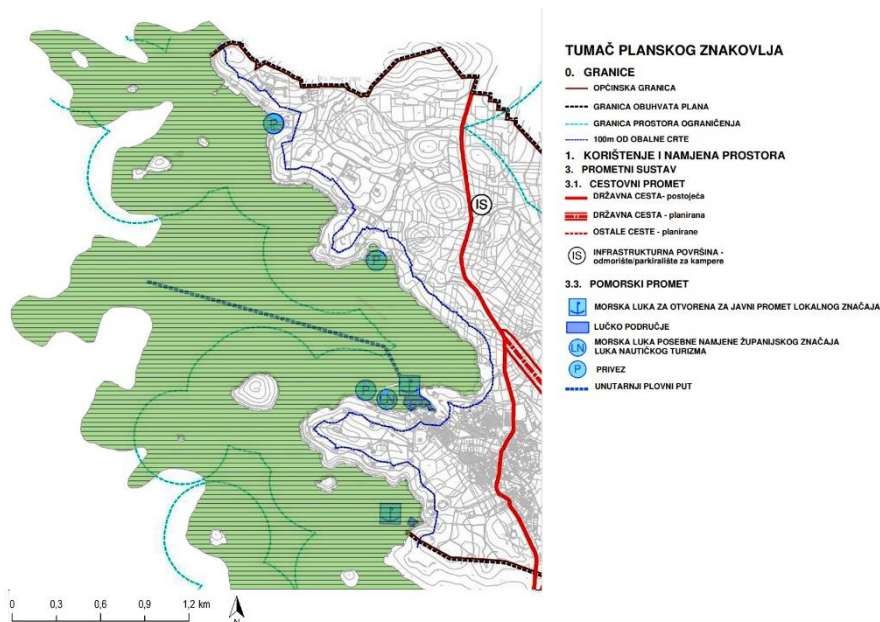 TUMAČ PLANSKOG ZNAKOVLJA
0. GRANICE
OPĆINSKA GRANICA
GRANICA OBUHVATA PLANA
GRANICA PROSTORA OGRANIČENJA
100m OD OBALNE CRTE
1. KORIŠTENJE I NAMJENA PROSTORA
3. PROMETNI SUSTAV
3.1. CESTOVNI PROMET
DRŽAVNA CESTA- postojeća
DRŽAVNA CESTA - planirana
OSTALE CESTE - planirane
IS
INFRASTRUKTURNA POVRŠINA -
odmorište/parkiralište za kampere
3.3. POMORSKI PROMET
MORSKA LUKA ZA OTVORENA ZA JAVNI PROMET LOKALNOG ZNAČAJA
LUČKO PODRUČJE
LN
MORSKA LUKA POSEBNE NAMJENE ŽUPANIJSKOG ZNAČAJA
LUKA NAUTIČKOG TURIZMA
P PRIVEZ
UNUTARNJI PLOVNI PUT
P
IS
P
P
LN
0 0,3 0,6 0,9 1,2 km
N